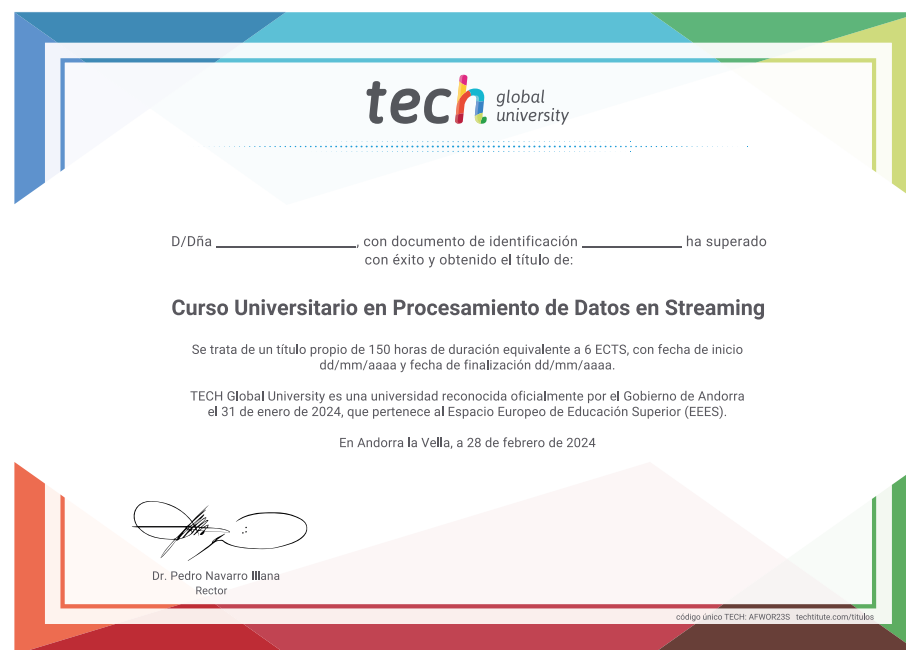 tech global university
D/Dña ____________, con documento de identificación ____________ ha superado
con éxito y obtenido el título de:
Curso Universitario en Procesamiento de Datos en Streaming
Se trata de un título propio de 150 horas de duración equivalente a 6 ECTS, con fecha de inicio
dd/mm/aaaa y fecha de finalización dd/mm/aaaa.
TECH Global University es una universidad reconocida oficialmente por el Gobierno de Andorra
el 31 de enero de 2024, que pertenece al Espacio Europeo de Educación Superior (EEES).
En Andorra la Vella, a 28 de febrero de 2024
Dr. Pedro Navarro Illana
Rector
código único TECH: AFWOR23S techtitute.com/titulos